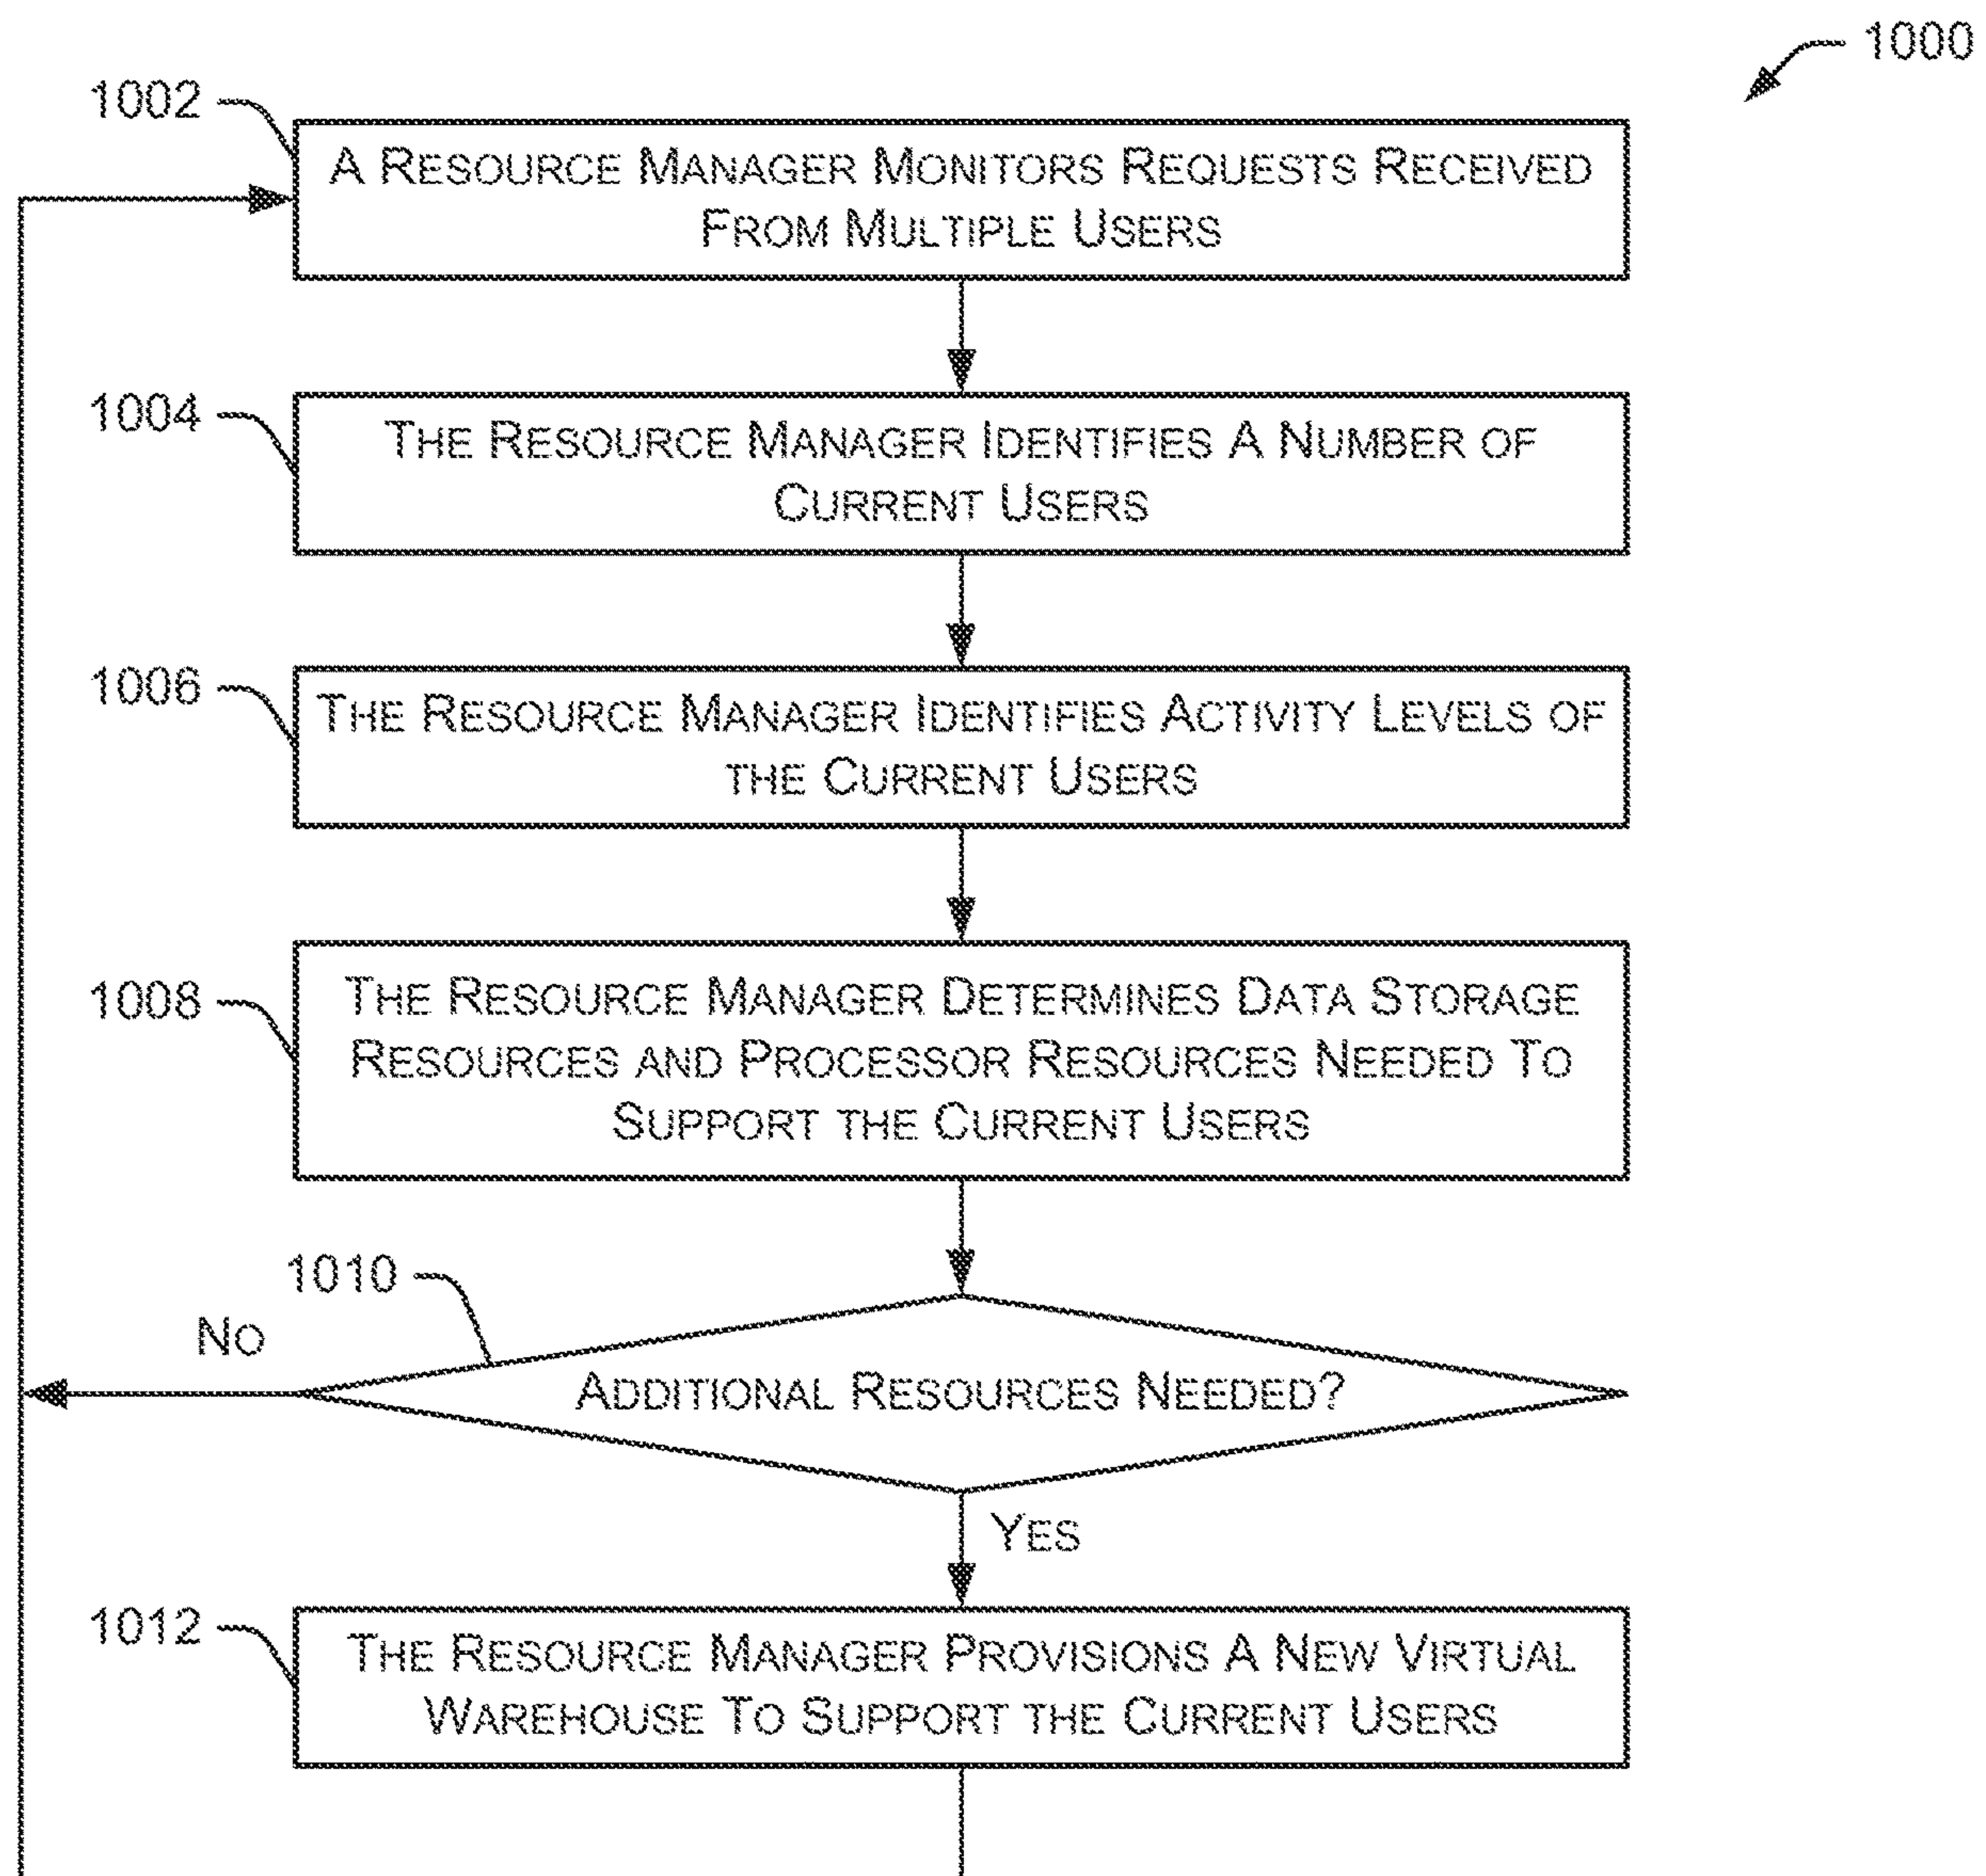 1000
1002
A RESOURCE MANAGER MONITORS REQUESTS RECEIVED
FROM MULTIPLE USERS
1004
THE RESOURCE MANAGER IDENTIFIES A NUMBER OF
CURRENT USERS
1006
THE RESOURCE MANAGER IDENTIFIES ACTIVITY LEVELS OF
THE CURRENT USERS
1008
THE RESOURCE MANAGER DETERMINES DATA STORAGE
RESOURCES AND PROCESSOR RESOURCES NEEDED TO
SUPPORT THE CURRENT USERS
1010
NO
ADDITIONAL RESOURCES NEEDED?
YES
1012
THE RESOURCE MANAGER PROVISIONS A NEW VIRTUAL
WAREHOUSE TO SUPPORT THE CURRENT USERS